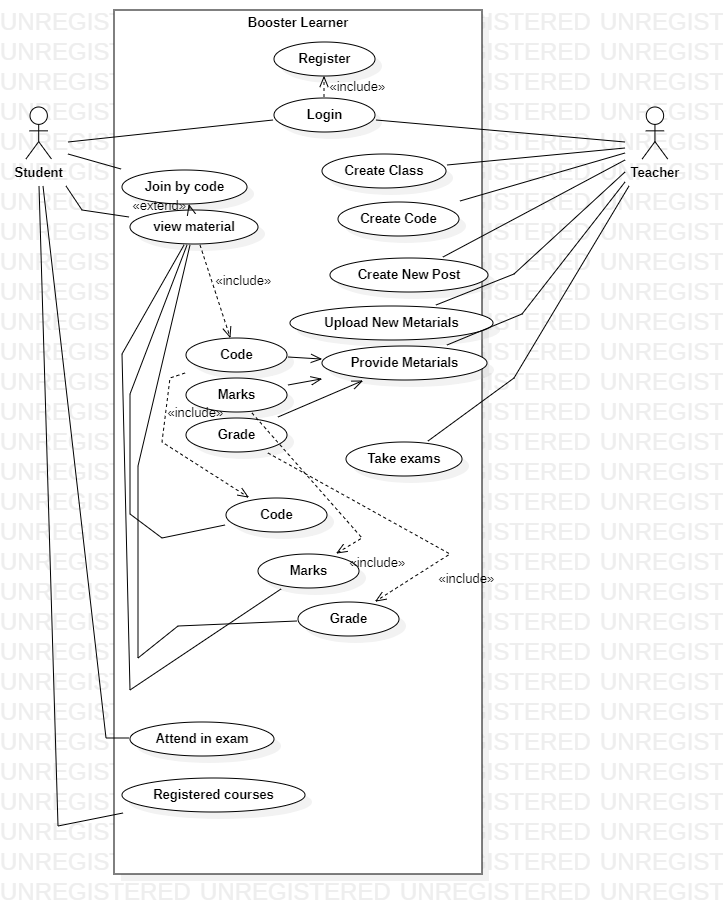 Booster Learner
Register
«include»
Login
Student
Teacher
Create Class
Join by code
«extend»
Create Code
view material
Create New Post
«include»
Upload New Metarials
Code
Provide Metarials
Marks
«include»
Grade
Take exams
Code
Marks
«include»
«include»
Grade
Attend in exam
Registered courses
UNREGISTERED UNREGISTERED UNREGISTERED UNREGIST